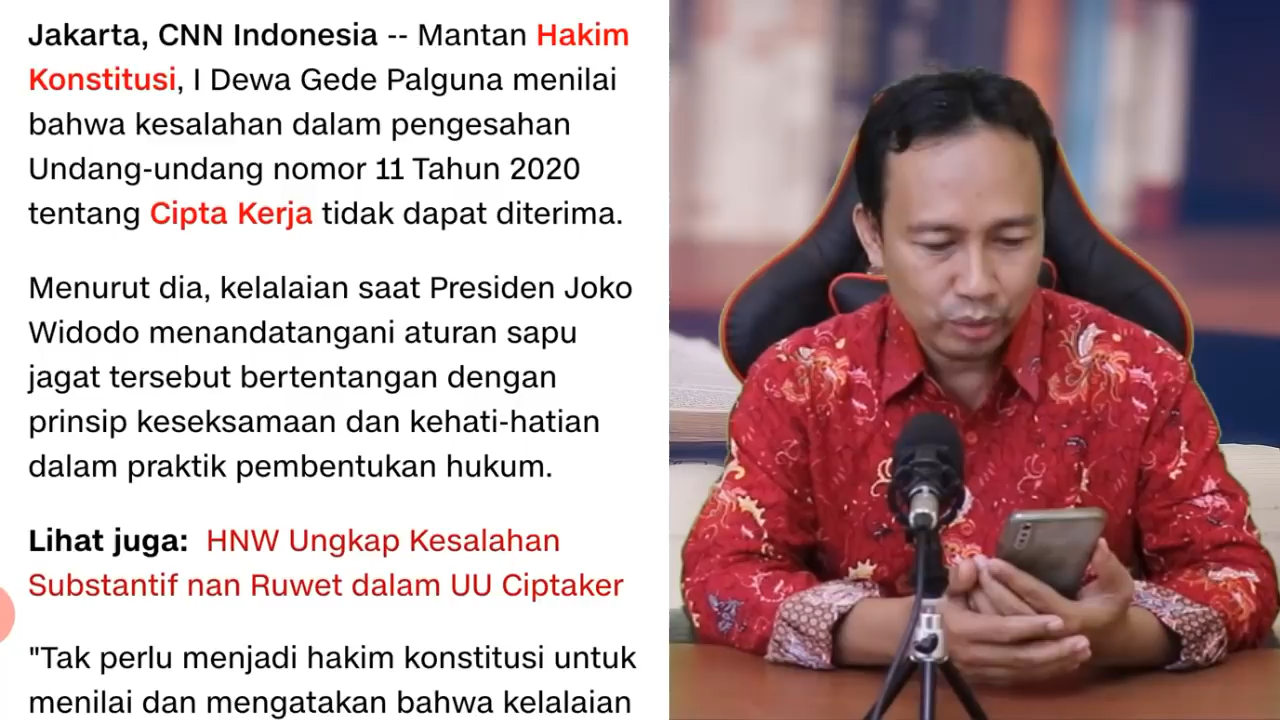 Jakarta, CNN Indonesia -- Mantan Hakim
Konstitusi, I Dewa Gede Palguna menilai
bahwa kesalahan dalam pengesahan
Undang-undang nomor 11 Tahun 2020
tentang Cipta Kerja tidak dapat diterima.
Menurut dia, kelalaian saat Presiden Joko
Widodo menandatangani aturan sapu
jagat tersebut bertentangan dengan
prinsip keseksamaan dan kehati-hatian
dalam praktik pembentukan hukum.
Lihat juga: HNW Ungkap Kesalahan
Substantif nan Ruwet dalam UU Ciptaker
"Tak perlu menjadi hakim konstitusi untuk
menilai dan mengatakan bahwa kelalaian